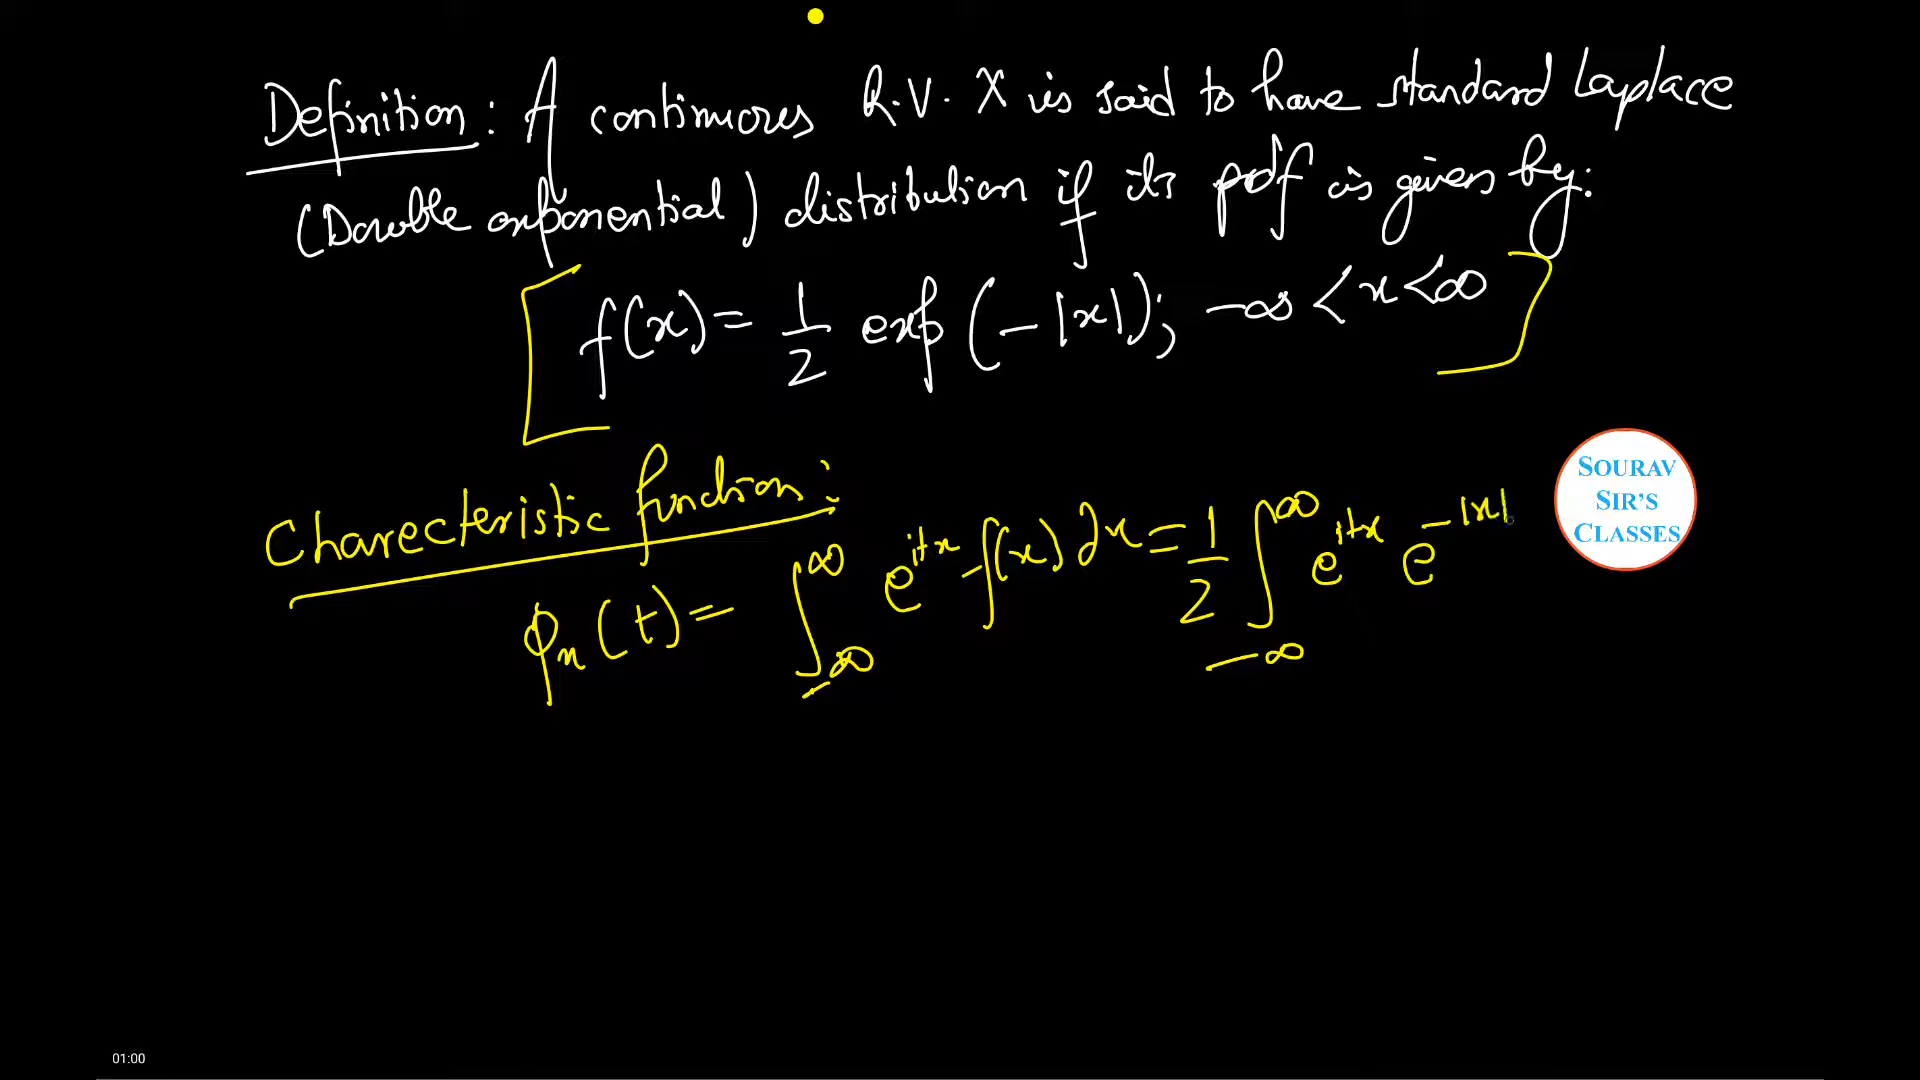 Definition: A continuous R.V. X is said to have standard Laplace
(Double exponential) distribution if its pdf is given by:
f(x) = 1/2 exp(-|x|); -∞ < x < ∞
Charecteristic function:
φx(t) = ∫_{-∞}^{∞} e^{itx} f(x) dx = 1/2 ∫_{-∞}^{∞} e^{itx} e^{-|x|}
SOURAV
SIR'S
CLASSES
01:00